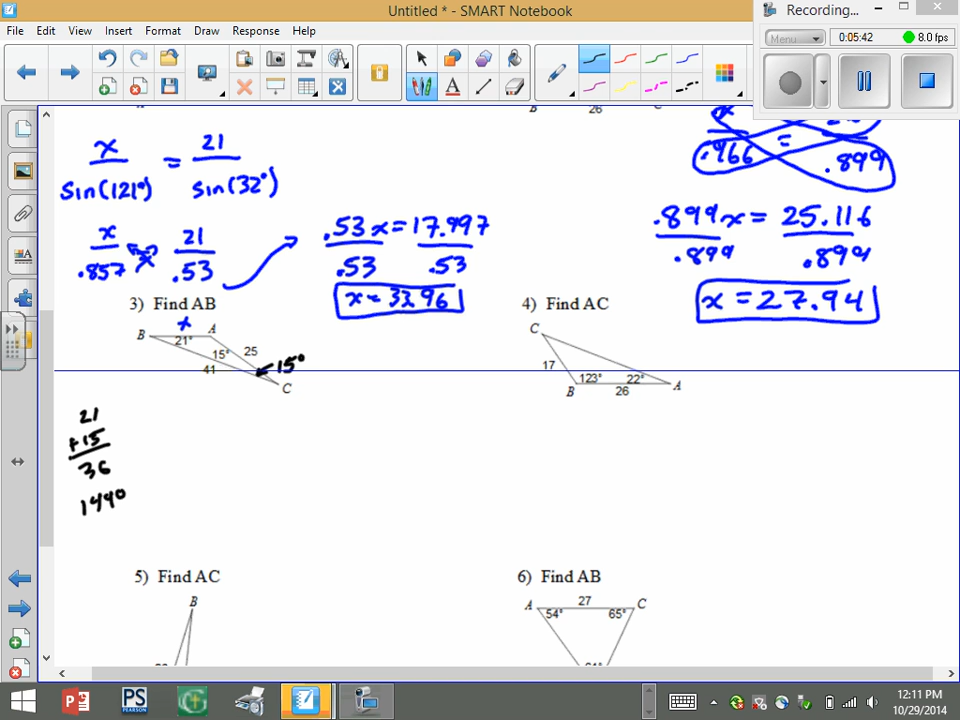 Untitled * - SMART Notebook
Recording...
File Edit View Insert Format Draw Response Help
Menu
0:05:42
8.0 fps
B 26 C
x / sin(121°) = 21 / sin(32°)
.966 = .899
x / .857 21 / .53
.53x = 17.997
.53 .53
x = 33.96
.899x = 25.116
.899 .899
x = 27.94
3) Find AB
x
B A
21°
15° 25
41
15°
C
4) Find AC
C
17
123° 22°
B 26 A
21
+15
36
144°
5) Find AC
B
6) Find AB
A 27 C
54° 65°
12:11 PM
10/29/2014
PS
PEARSON